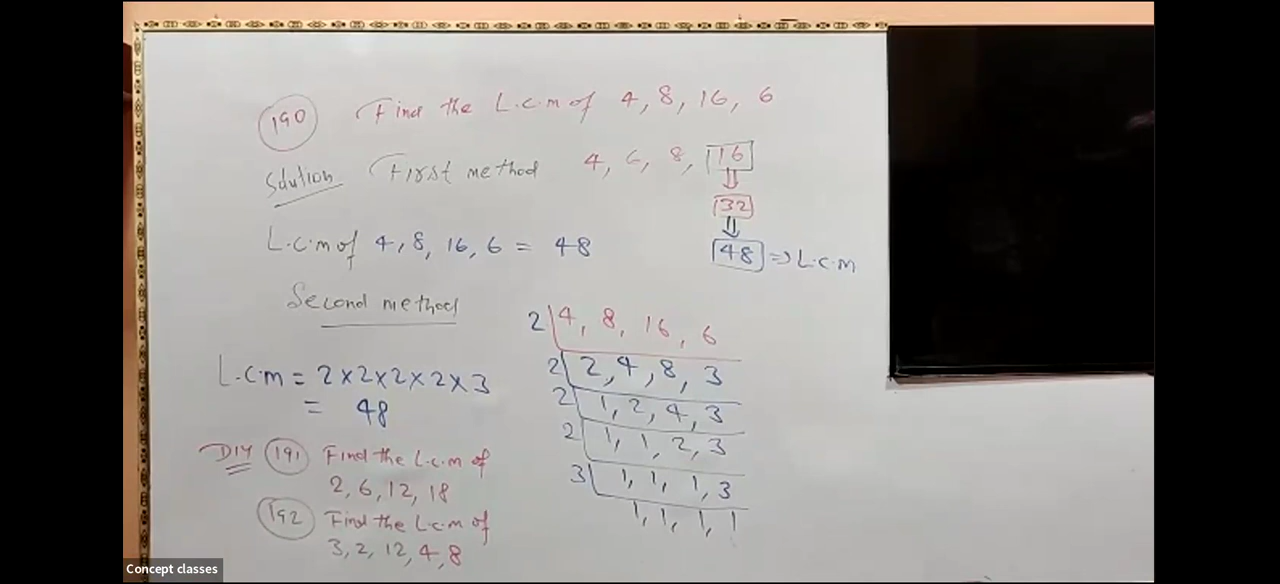 190 Find the L.C.M of 4, 8, 16, 6
Solution First method 4, 6, 8, 16
⇓
32
⇓
L.C.M of 4, 8, 16, 6 = 48
48 ⇒ L.C.M
Second method
2 4, 8, 16, 6
2 2, 4, 8, 3
2 1, 2, 4, 3
2 1, 1, 2, 3
3 1, 1, 1, 3
1, 1, 1, 1
L.C.M = 2×2×2×2×3
= 48
DIY 191 Find the L.C.M of
2, 6, 12, 18
192 Find the L.C.M of
3, 2, 12, 4, 8
Concept classes